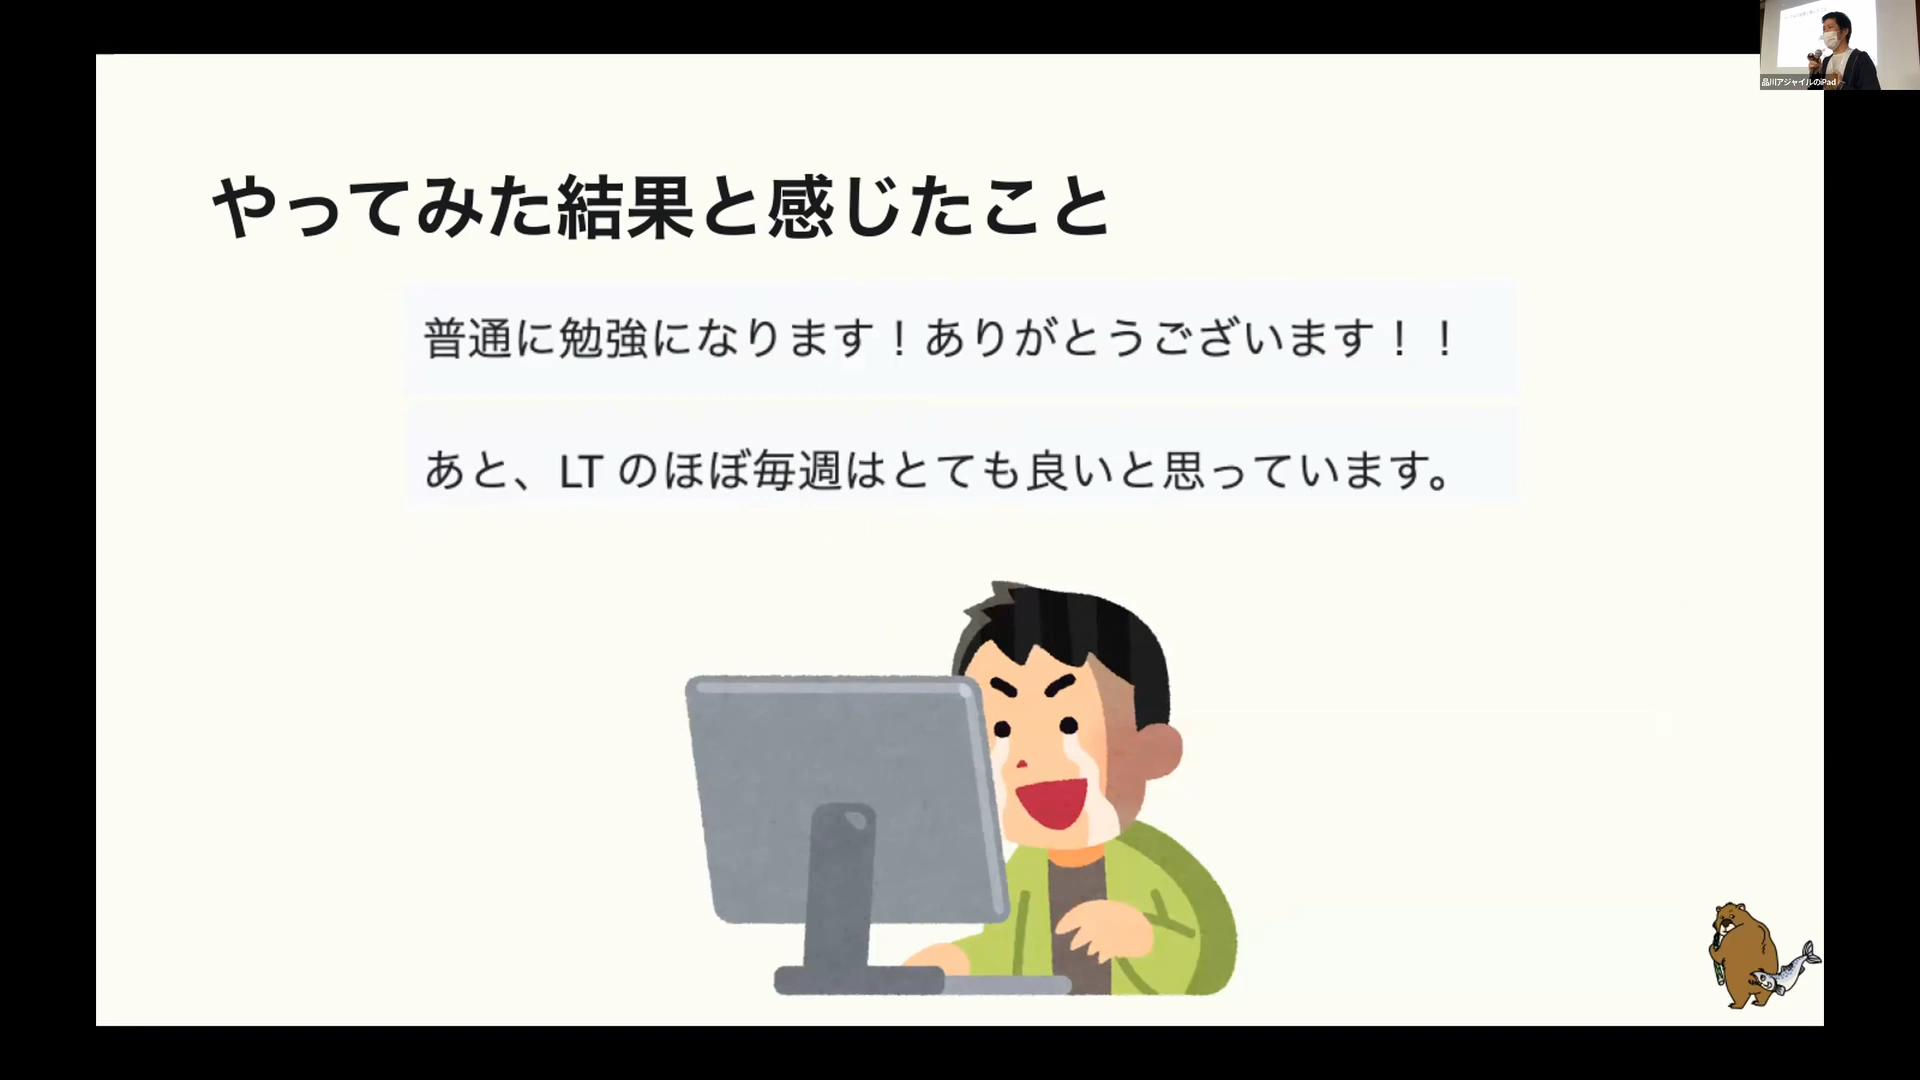 品川アジャイルのiPad
やってみた結果と感じたこと
普通に勉強になります！ありがとうございます！！
あと、LT のほぼ毎週はとても良いと思っています。